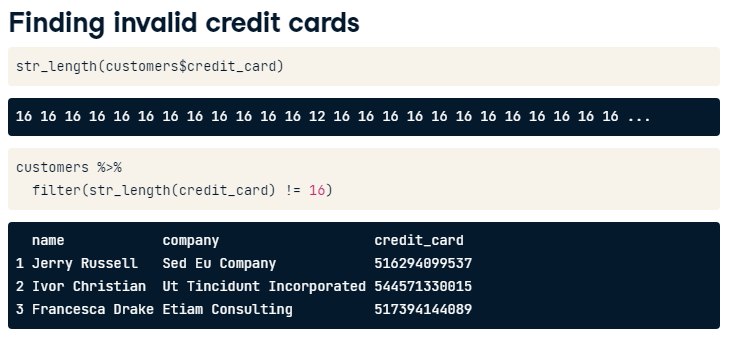 Finding invalid credit cards
str_length(customers$credit_card)
16 16 16 16 16 16 16 16 16 16 16 16 12 16 16 16 16 16 16 16 16 16 16 16 16 ...
customers %>%
  filter(str_length(credit_card) != 16)
  name            company                   credit_card
1 Jerry Russell   Sed Eu Company            516294099537
2 Ivor Christian  Ut Tincidunt Incorporated 544571330015
3 Francesca Drake Etiam Consulting          517394144089